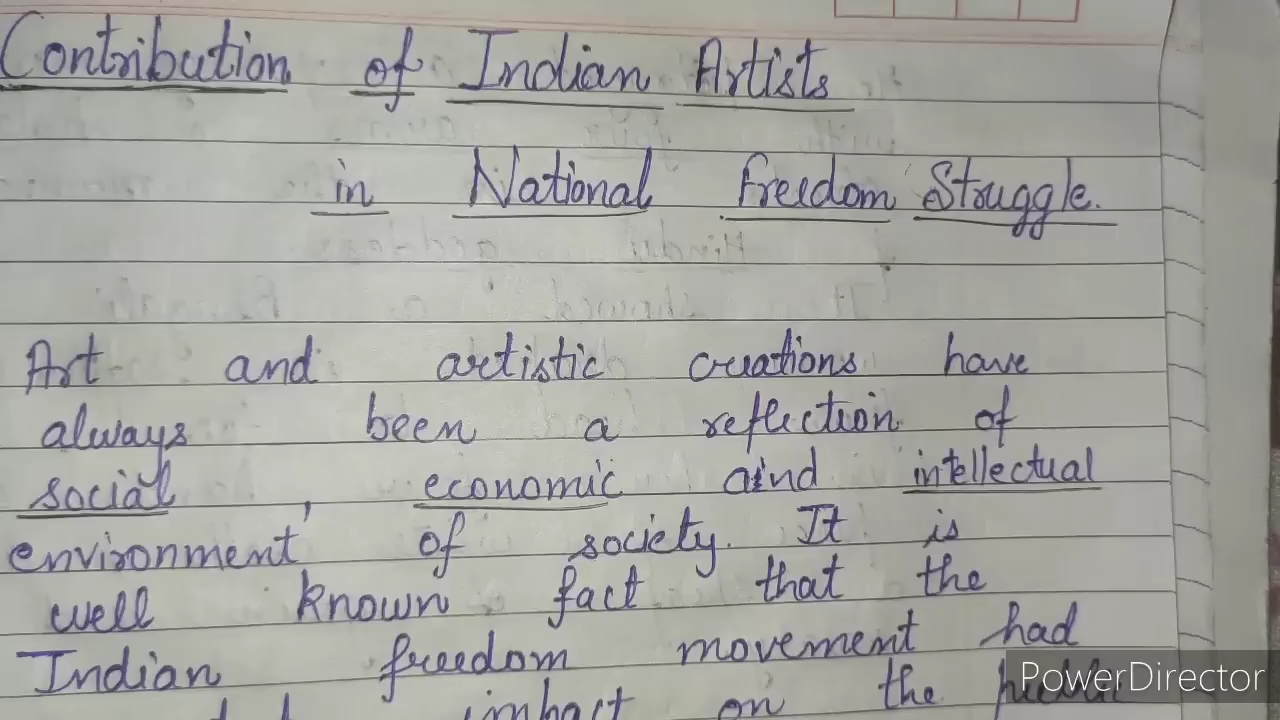 Contribution of Indian Artists
in National Freedom Struggle.
Art and artistic creations have
always been a reflection of
social, economic and intellectual
environment of society. It is
well known fact that the
Indian freedom movement had
impact on the public
PowerDirector